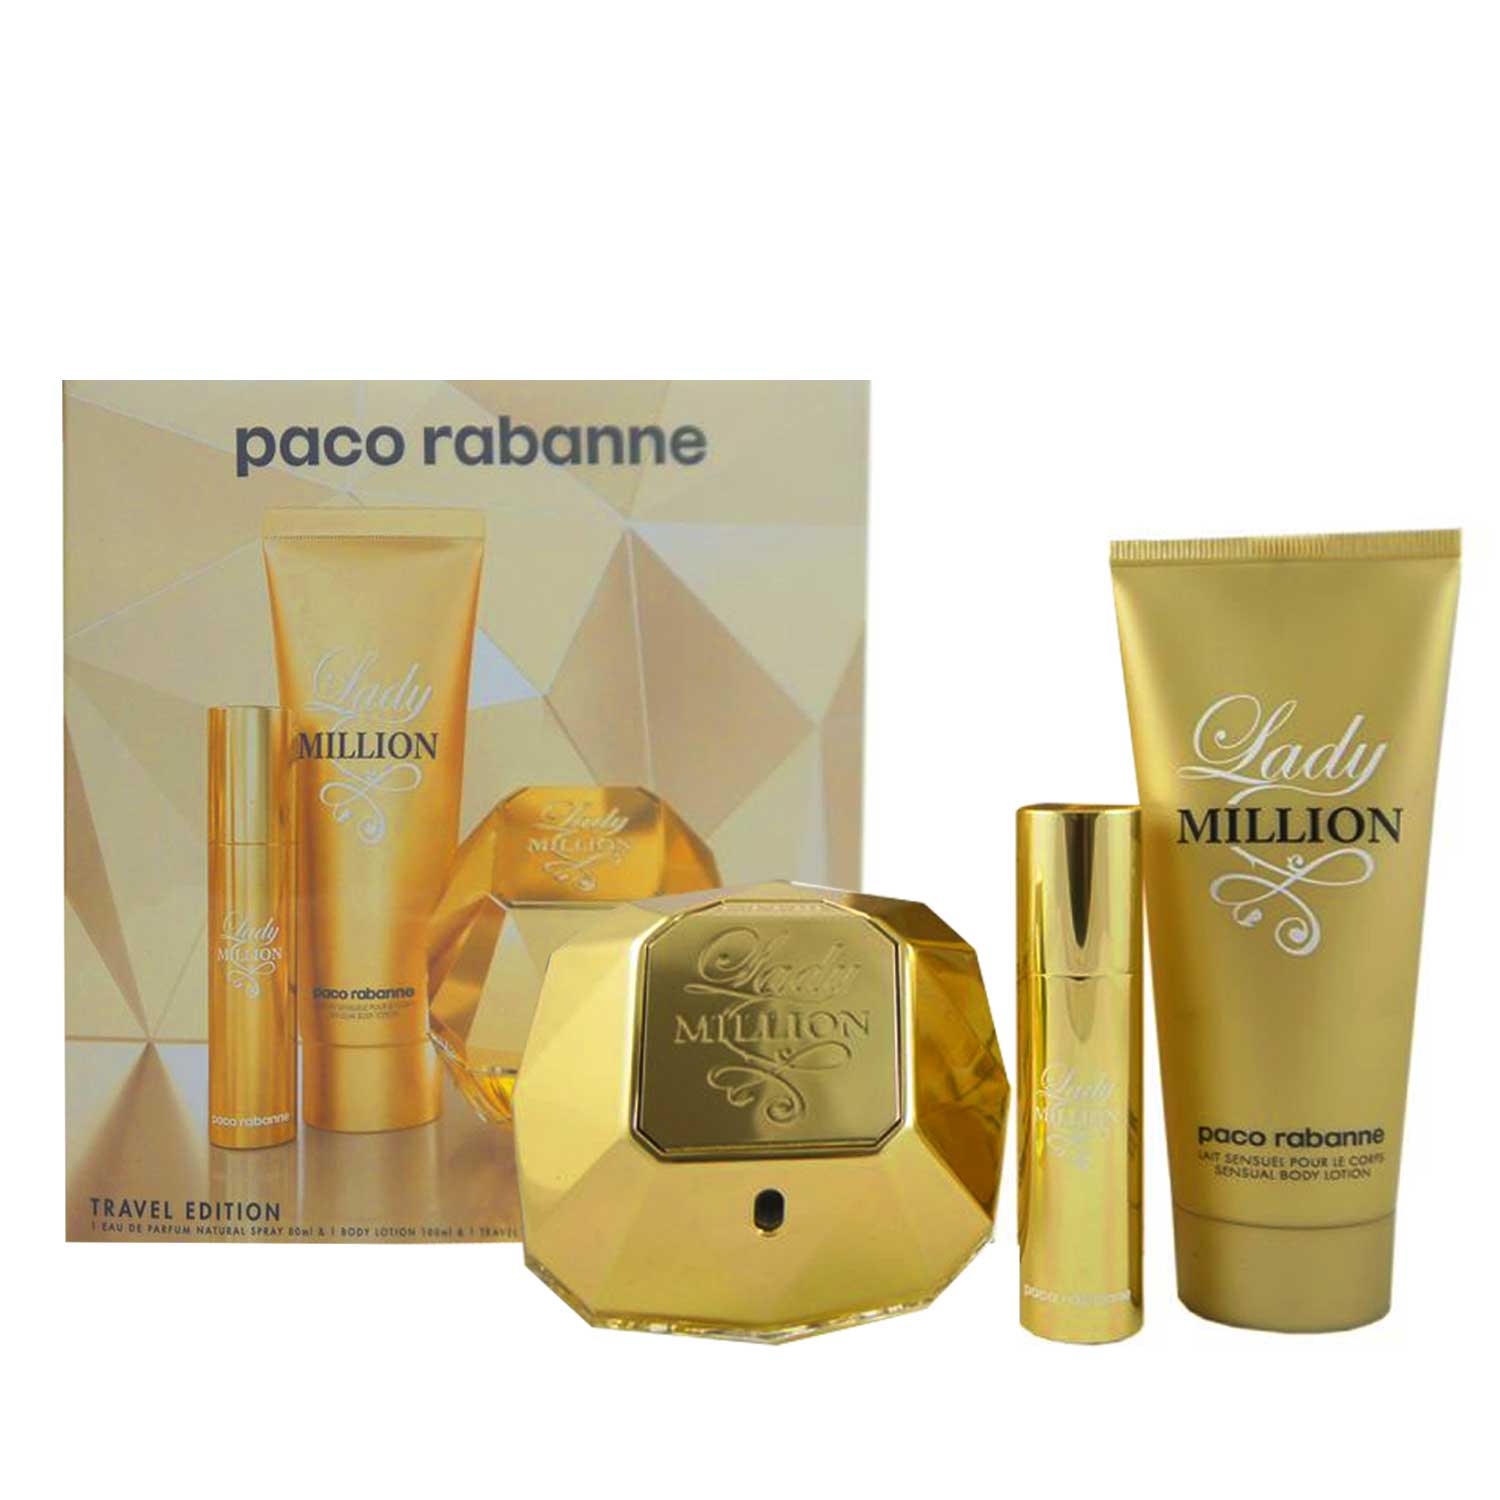 paco rabanne
Lady
MILLION
paco rabanne
Lady
MILLION
paco rabanne
Lady
MILLION
TRAVEL EDITION
1 EAU DE PARFUM NATURAL SPRAY 80ml & 1 BODY LOTION 100ml & 1 TRAVEL
Lady
MILLION
Lady
MILLION
paco rabanne
Lady
MILLION
paco rabanne
LAIT SENSUEL POUR LE CORPS
SENSUAL BODY LOTION